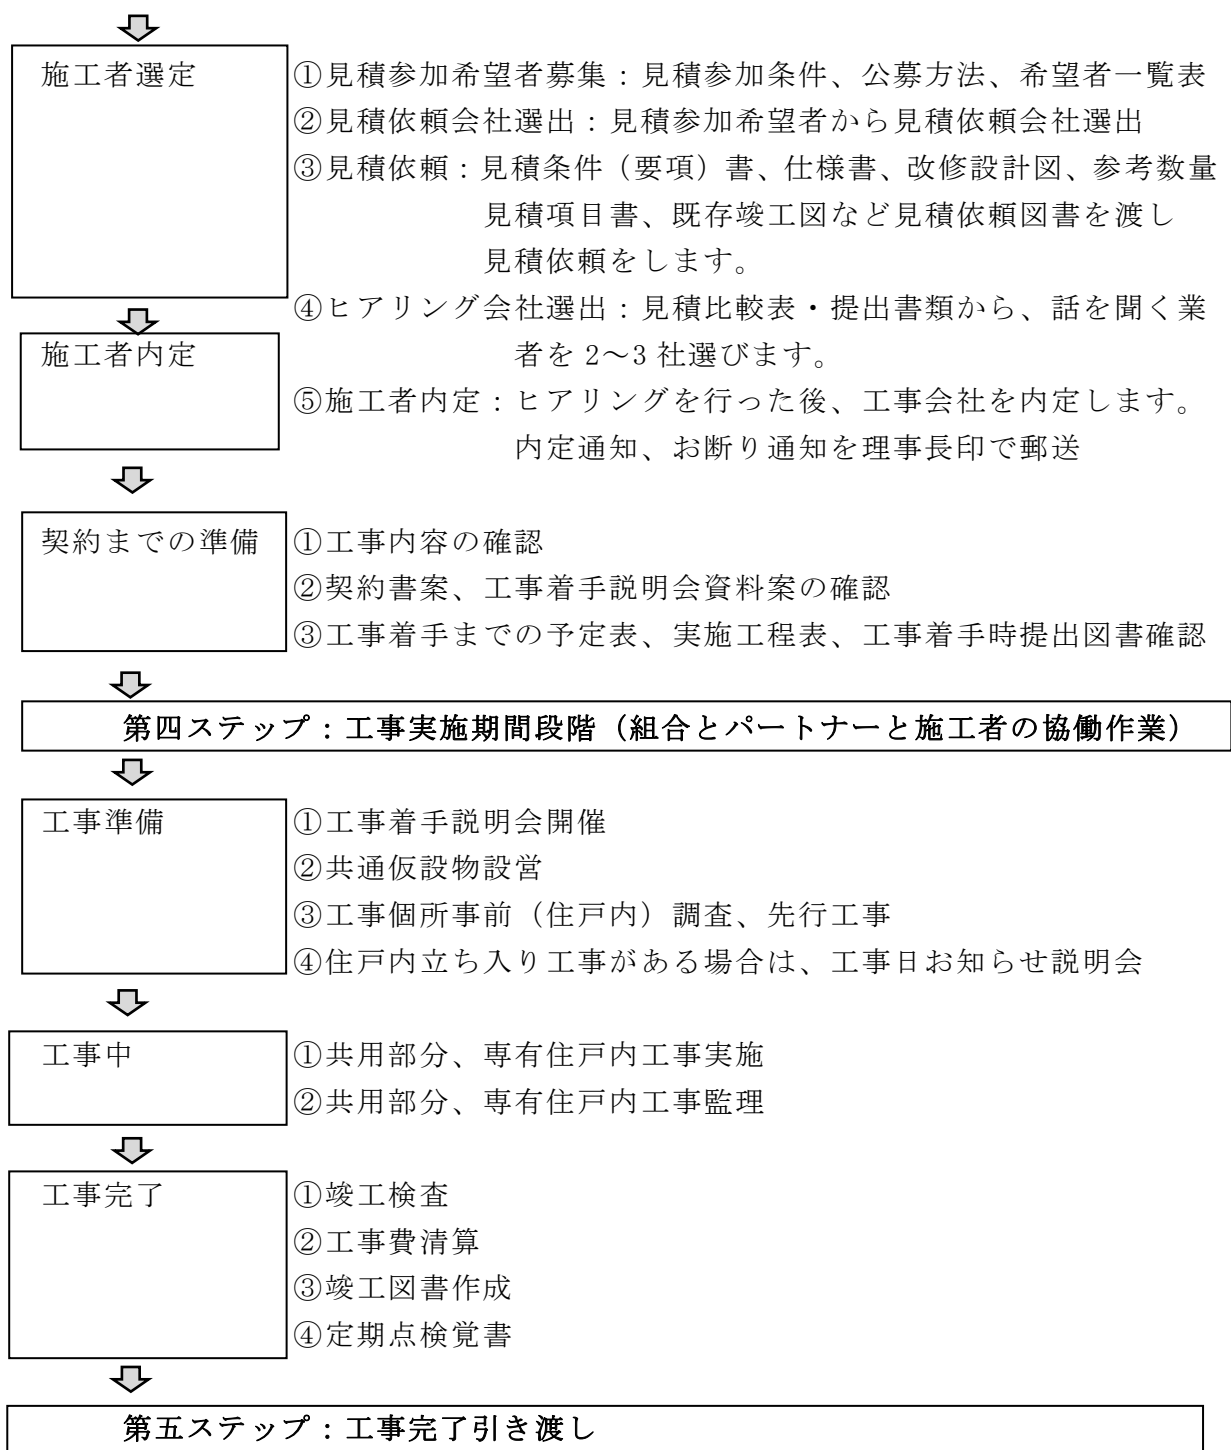 施工者選定
①見積参加希望者募集：見積参加条件、公募方法、希望者一覧表
②見積依頼会社選出：見積参加希望者から見積依頼会社選出
③見積依頼：見積条件（要項）書、仕様書、改修設計図、参考数量
見積項目書、既存竣工図など見積依頼図書を渡し
見積依頼をします。
④ヒアリング会社選出：見積比較表・提出書類から、話を聞く業
者を 2～3 社選びます。
施工者内定
⑤施工者内定：ヒアリングを行った後、工事会社を内定します。
内定通知、お断り通知を理事長印で郵送
契約までの準備
①工事内容の確認
②契約書案、工事着手説明会資料案の確認
③工事着手までの予定表、実施工程表、工事着手時提出図書確認
第四ステップ：工事実施期間段階（組合とパートナーと施工者の協働作業）
工事準備
①工事着手説明会開催
②共通仮設物設営
③工事個所事前（住戸内）調査、先行工事
④住戸内立ち入り工事がある場合は、工事日お知らせ説明会
工事中
①共用部分、専有住戸内工事実施
②共用部分、専有住戸内工事監理
工事完了
①竣工検査
②工事費清算
③竣工図書作成
④定期点検覚書
第五ステップ：工事完了引き渡し